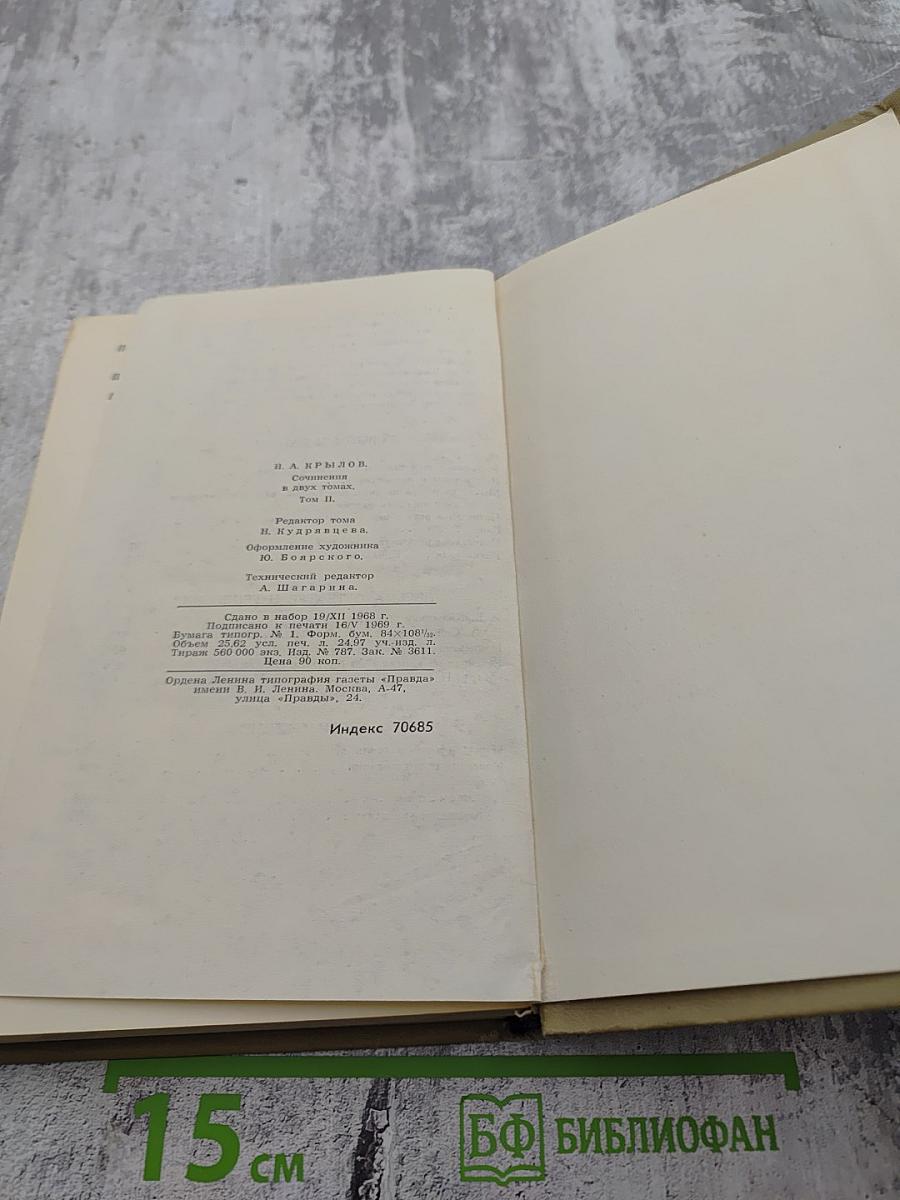 И. А. КРЫЛОВ.
Сочинения
в двух томах.
Том II.
Редактор тома
Н. Кудрявцева.
Оформление художника
Ю. Боярского.
Технический редактор
А. Шагарина.
Сдано в набор 19/XII 1968 г.
Подписано к печати 16/V 1969 г.
Бумага типогр. № 1. Форм. бум. 84×108¹/₃₂.
Объем 25,62 усл. печ. л. 24,97 уч.-изд. л.
Тираж 560 000 экз. Изд. № 787. Зак. № 3611.
Цена 90 коп.
Ордена Ленина типография газеты «Правда»
имени В. И. Ленина. Москва, А-47,
улица «Правды», 24.
Индекс 70685
15 см
БФ БИБЛИОФАН